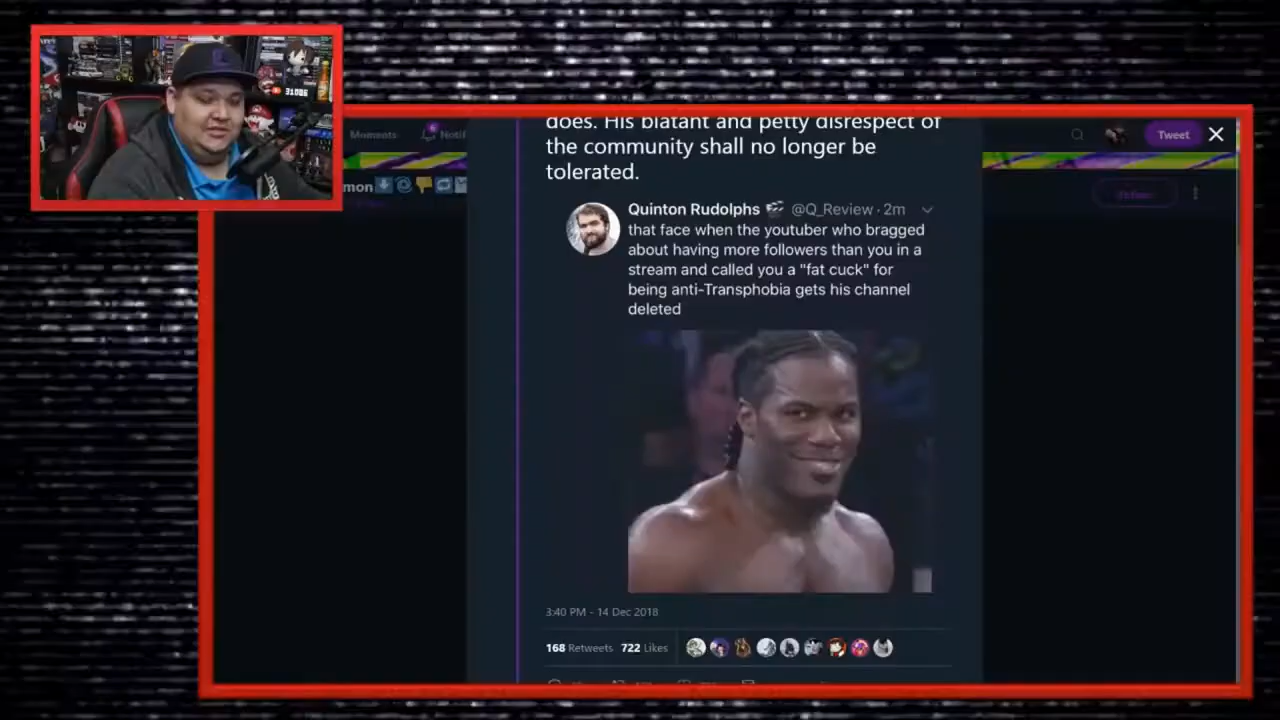 31006
Moments
Notif
Tweet
mon
does. His blatant and petty disrespect of
the community shall no longer be
tolerated.
Quinton Rudolphs @Q_Review · 2m
that face when the youtuber who bragged
about having more followers than you in a
stream and called you a "fat cuck" for
being anti-Transphobia gets his channel
deleted
3:40 PM - 14 Dec 2018
168 Retweets 722 Likes